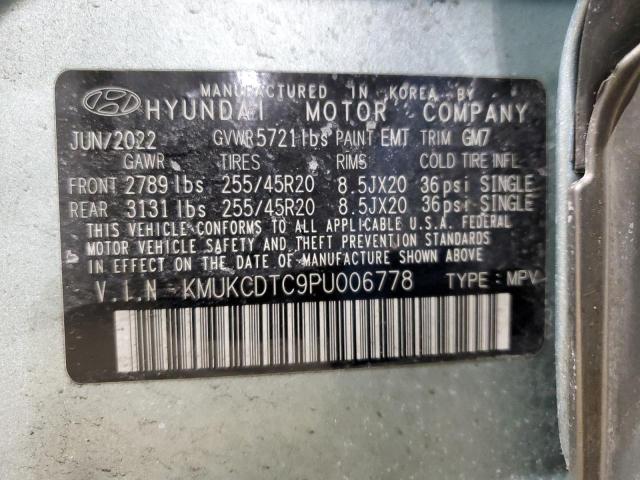 MANUFACTURED IN KOREA BY
HYUNDAI MOTOR COMPANY
JUN/2022 GVWR 5721lbs PAINT EMT TRIM GM7
GAWR TIRES RIMS COLD TIRE INFL
FRONT 2789 lbs 255/45R20 8.5JX20 36psi SINGLE
REAR 3131 lbs 255/45R20 8.5JX20 36psi SINGLE
THIS VEHICLE CONFORMS TO ALL APPLICABLE U.S.A. FEDERAL
MOTOR VEHICLE SAFETY AND THEFT PREVENTION STANDARDS
IN EFFECT ON THE DATE OF MANUFACTURE SHOWN ABOVE.
V.I.N - KMUKCDTC9PU006778 TYPE : MPV